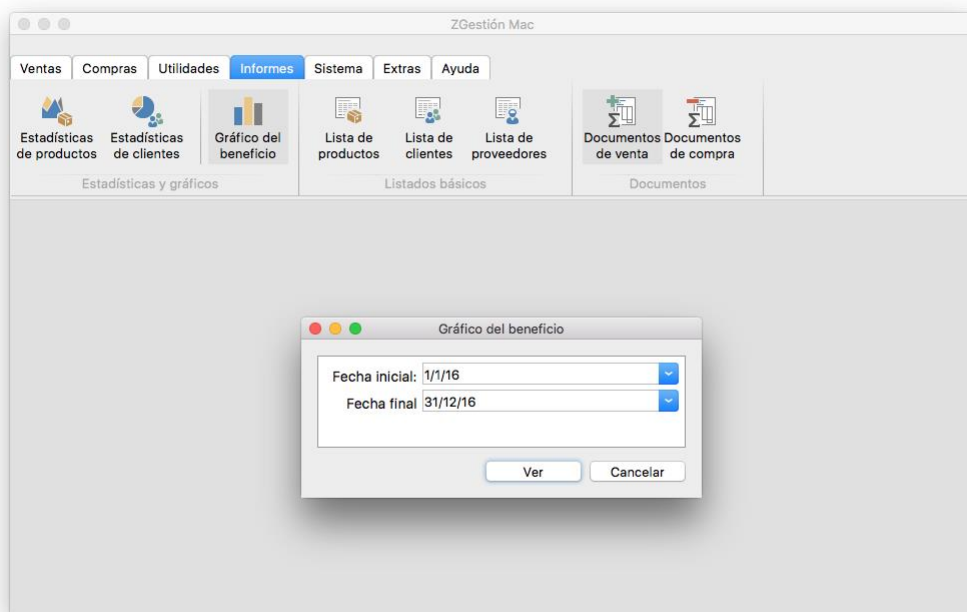 ZGestión Mac
Ventas Compras Utilidades Informes Sistema Extras Ayuda
Estadísticas de productos
Estadísticas de clientes
Gráfico del beneficio
Lista de productos
Lista de clientes
Lista de proveedores
Documentos de venta
Documentos de compra
Estadísticas y gráficos
Listados básicos
Documentos
Gráfico del beneficio
Fecha inicial: 1/1/16
Fecha final 31/12/16
Ver Cancelar